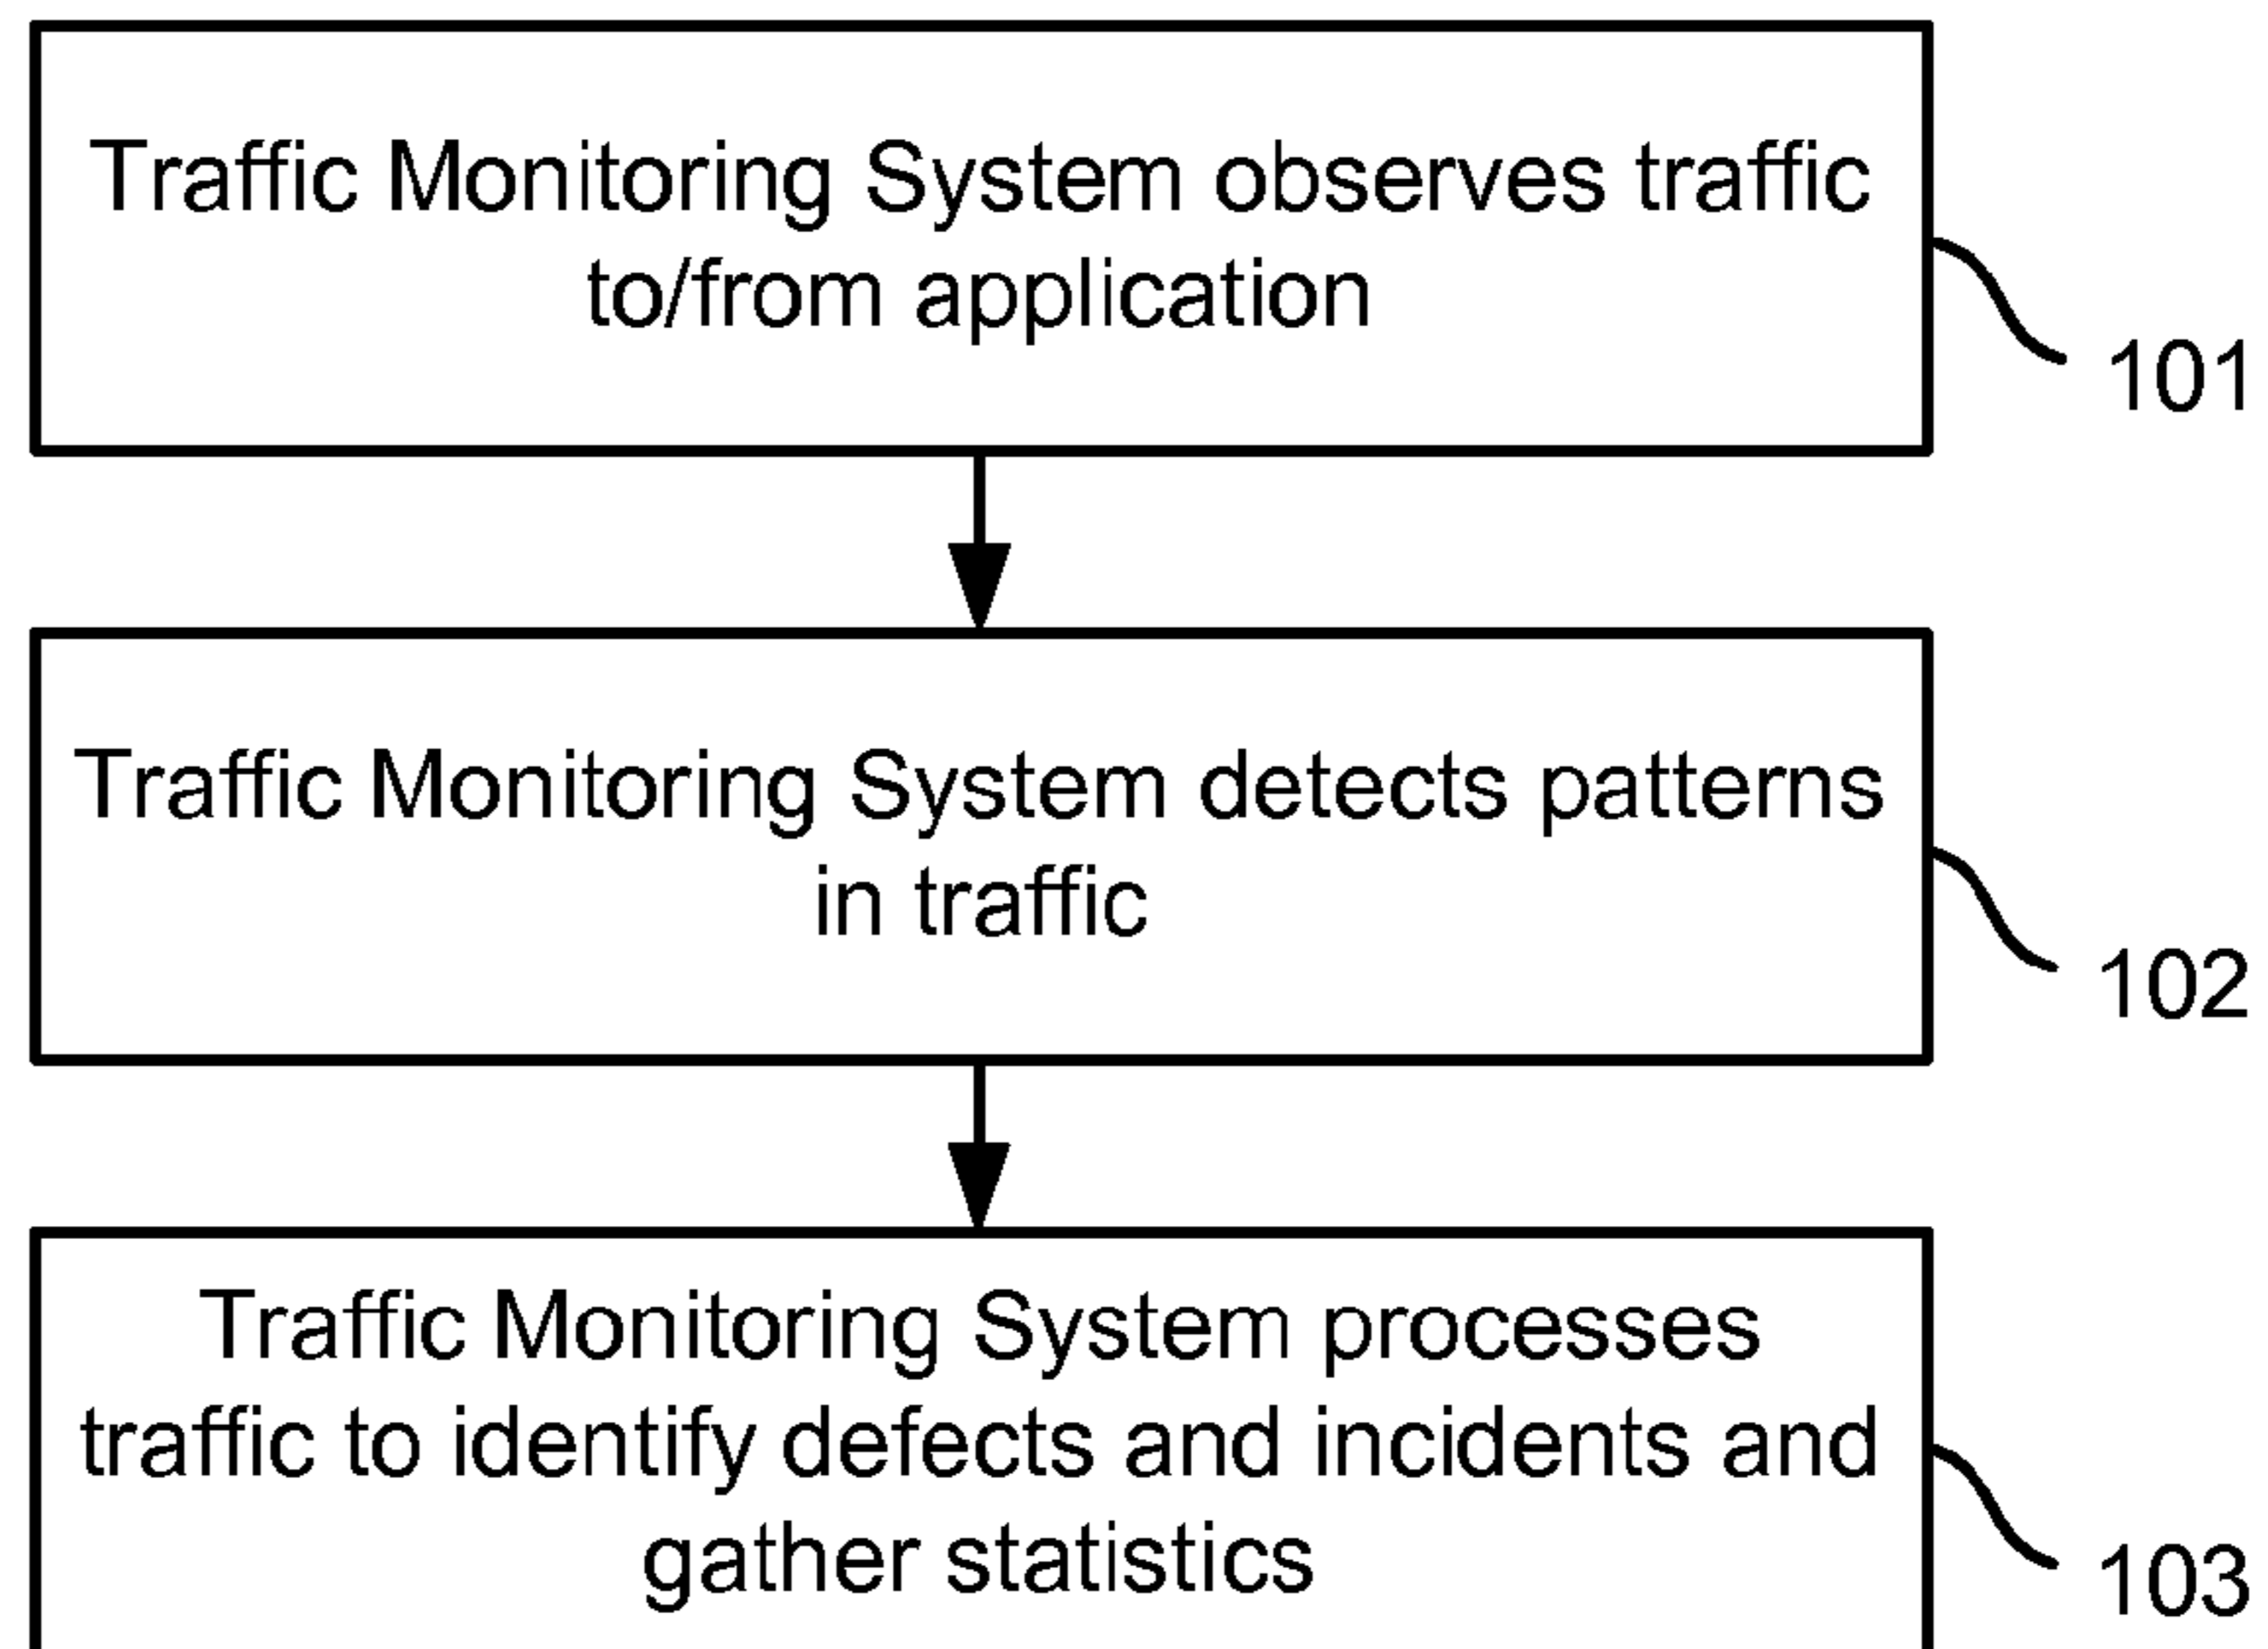 Traffic Monitoring System observes traffic
to/from application
101
Traffic Monitoring System detects patterns
in traffic
102
Traffic Monitoring System processes
traffic to identify defects and incidents and
gather statistics
103